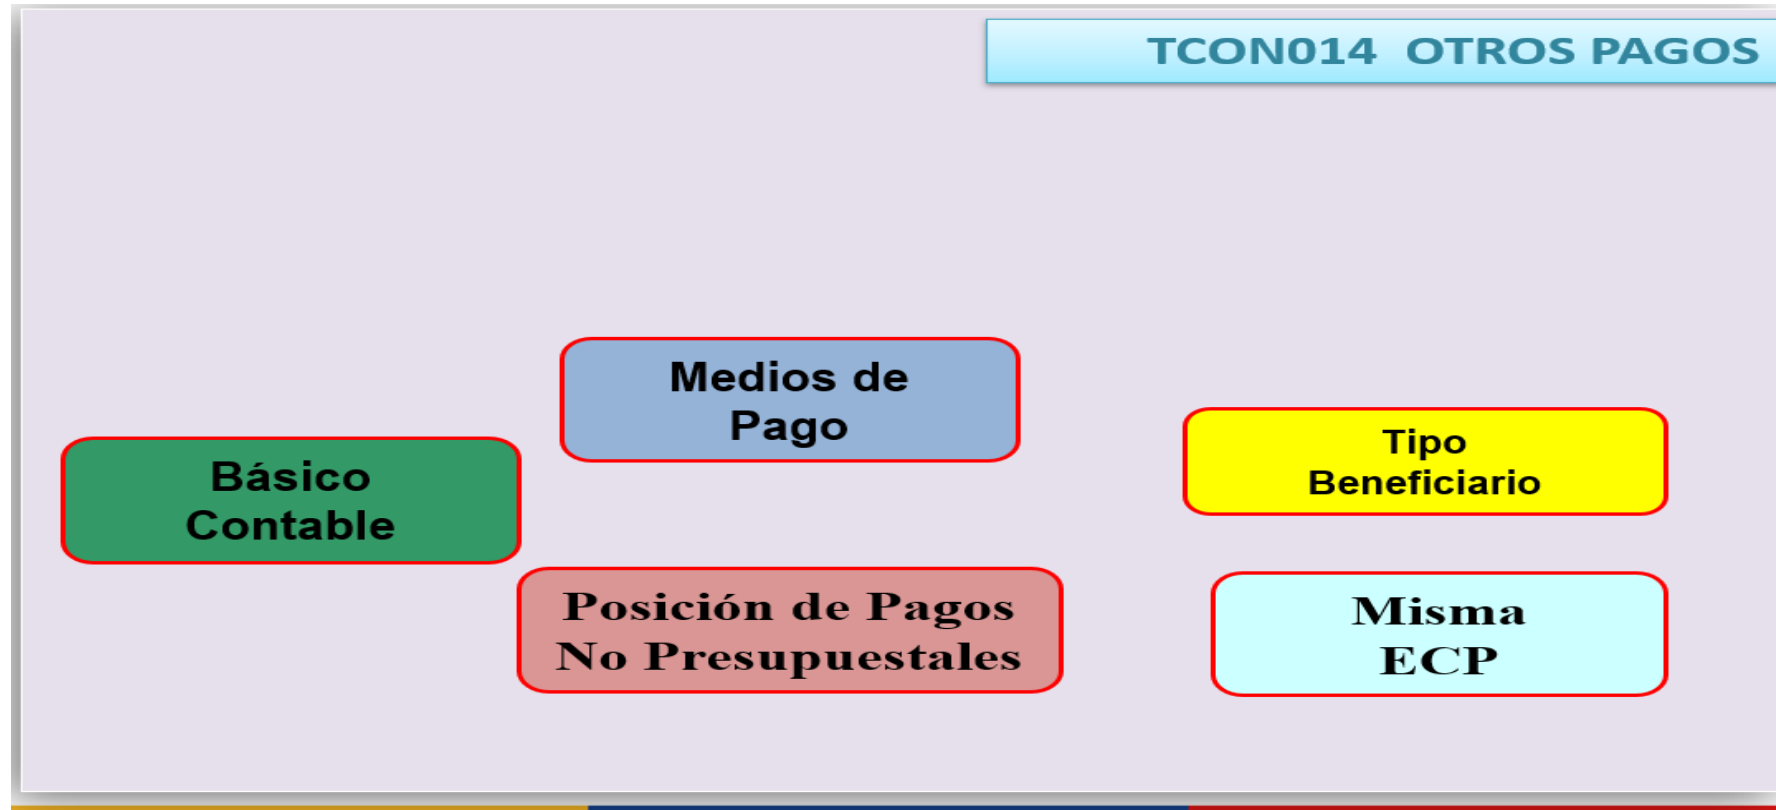 TCON014 OTROS PAGOS
Medios de
Pago
Básico
Contable
Tipo
Beneficiario
Posición de Pagos
No Presupuestales
Misma
ECP